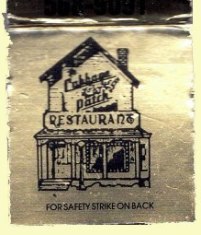 Cabbage
Patch
RESTAURANT
FOR SAFETY STRIKE ON BACK